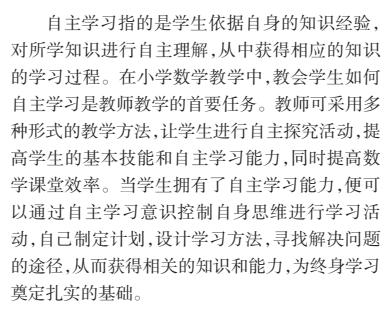 自主学习指的是学生依据自身的知识经验,
对所学知识进行自主理解,从中获得相应的知识
的学习过程。在小学数学教学中,教会学生如何
自主学习是教师教学的首要任务。教师可采用多
种形式的教学方法,让学生进行自主探究活动,提
高学生的基本技能和自主学习能力,同时提高数
学课堂效率。当学生拥有了自主学习能力,便可
以通过自主学习意识控制自身思维进行学习活
动,自己制定计划,设计学习方法,寻找解决问题
的途径,从而获得相关的知识和能力,为终身学习
奠定扎实的基础。